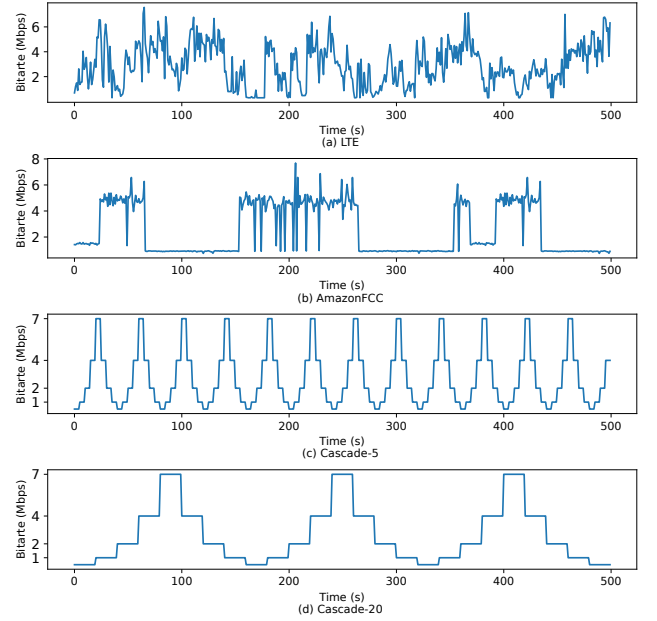 Bitarte (Mbps)
6
4
2
0 100 200 300 400 500
Time (s)
(a) LTE
Bitarte (Mbps)
8
6
4
2
0 100 200 300 400 500
Time (s)
(b) AmazonFCC
Bitarte (Mbps)
7
4
2
1
0 100 200 300 400 500
Time (s)
(c) Cascade-5
Bitarte (Mbps)
7
4
2
1
0 100 200 300 400 500
Time (s)
(d) Cascade-20